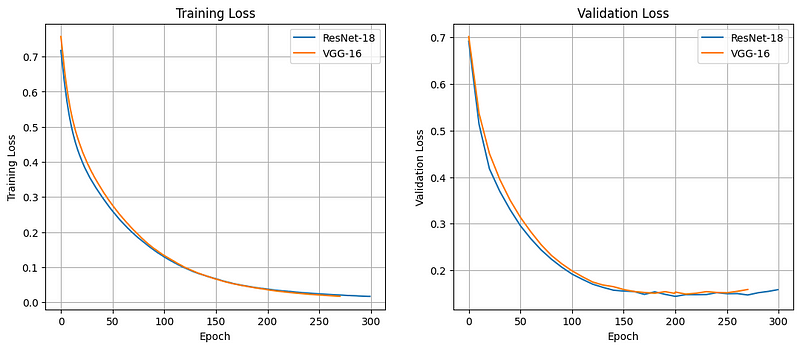 Training Loss
ResNet-18
VGG-16
Training Loss
0.7
0.6
0.5
0.4
0.3
0.2
0.1
0.0
0 50 100 150 200 250 300
Epoch
Validation Loss
ResNet-18
VGG-16
Validation Loss
0.7
0.6
0.5
0.4
0.3
0.2
0 50 100 150 200 250 300
Epoch